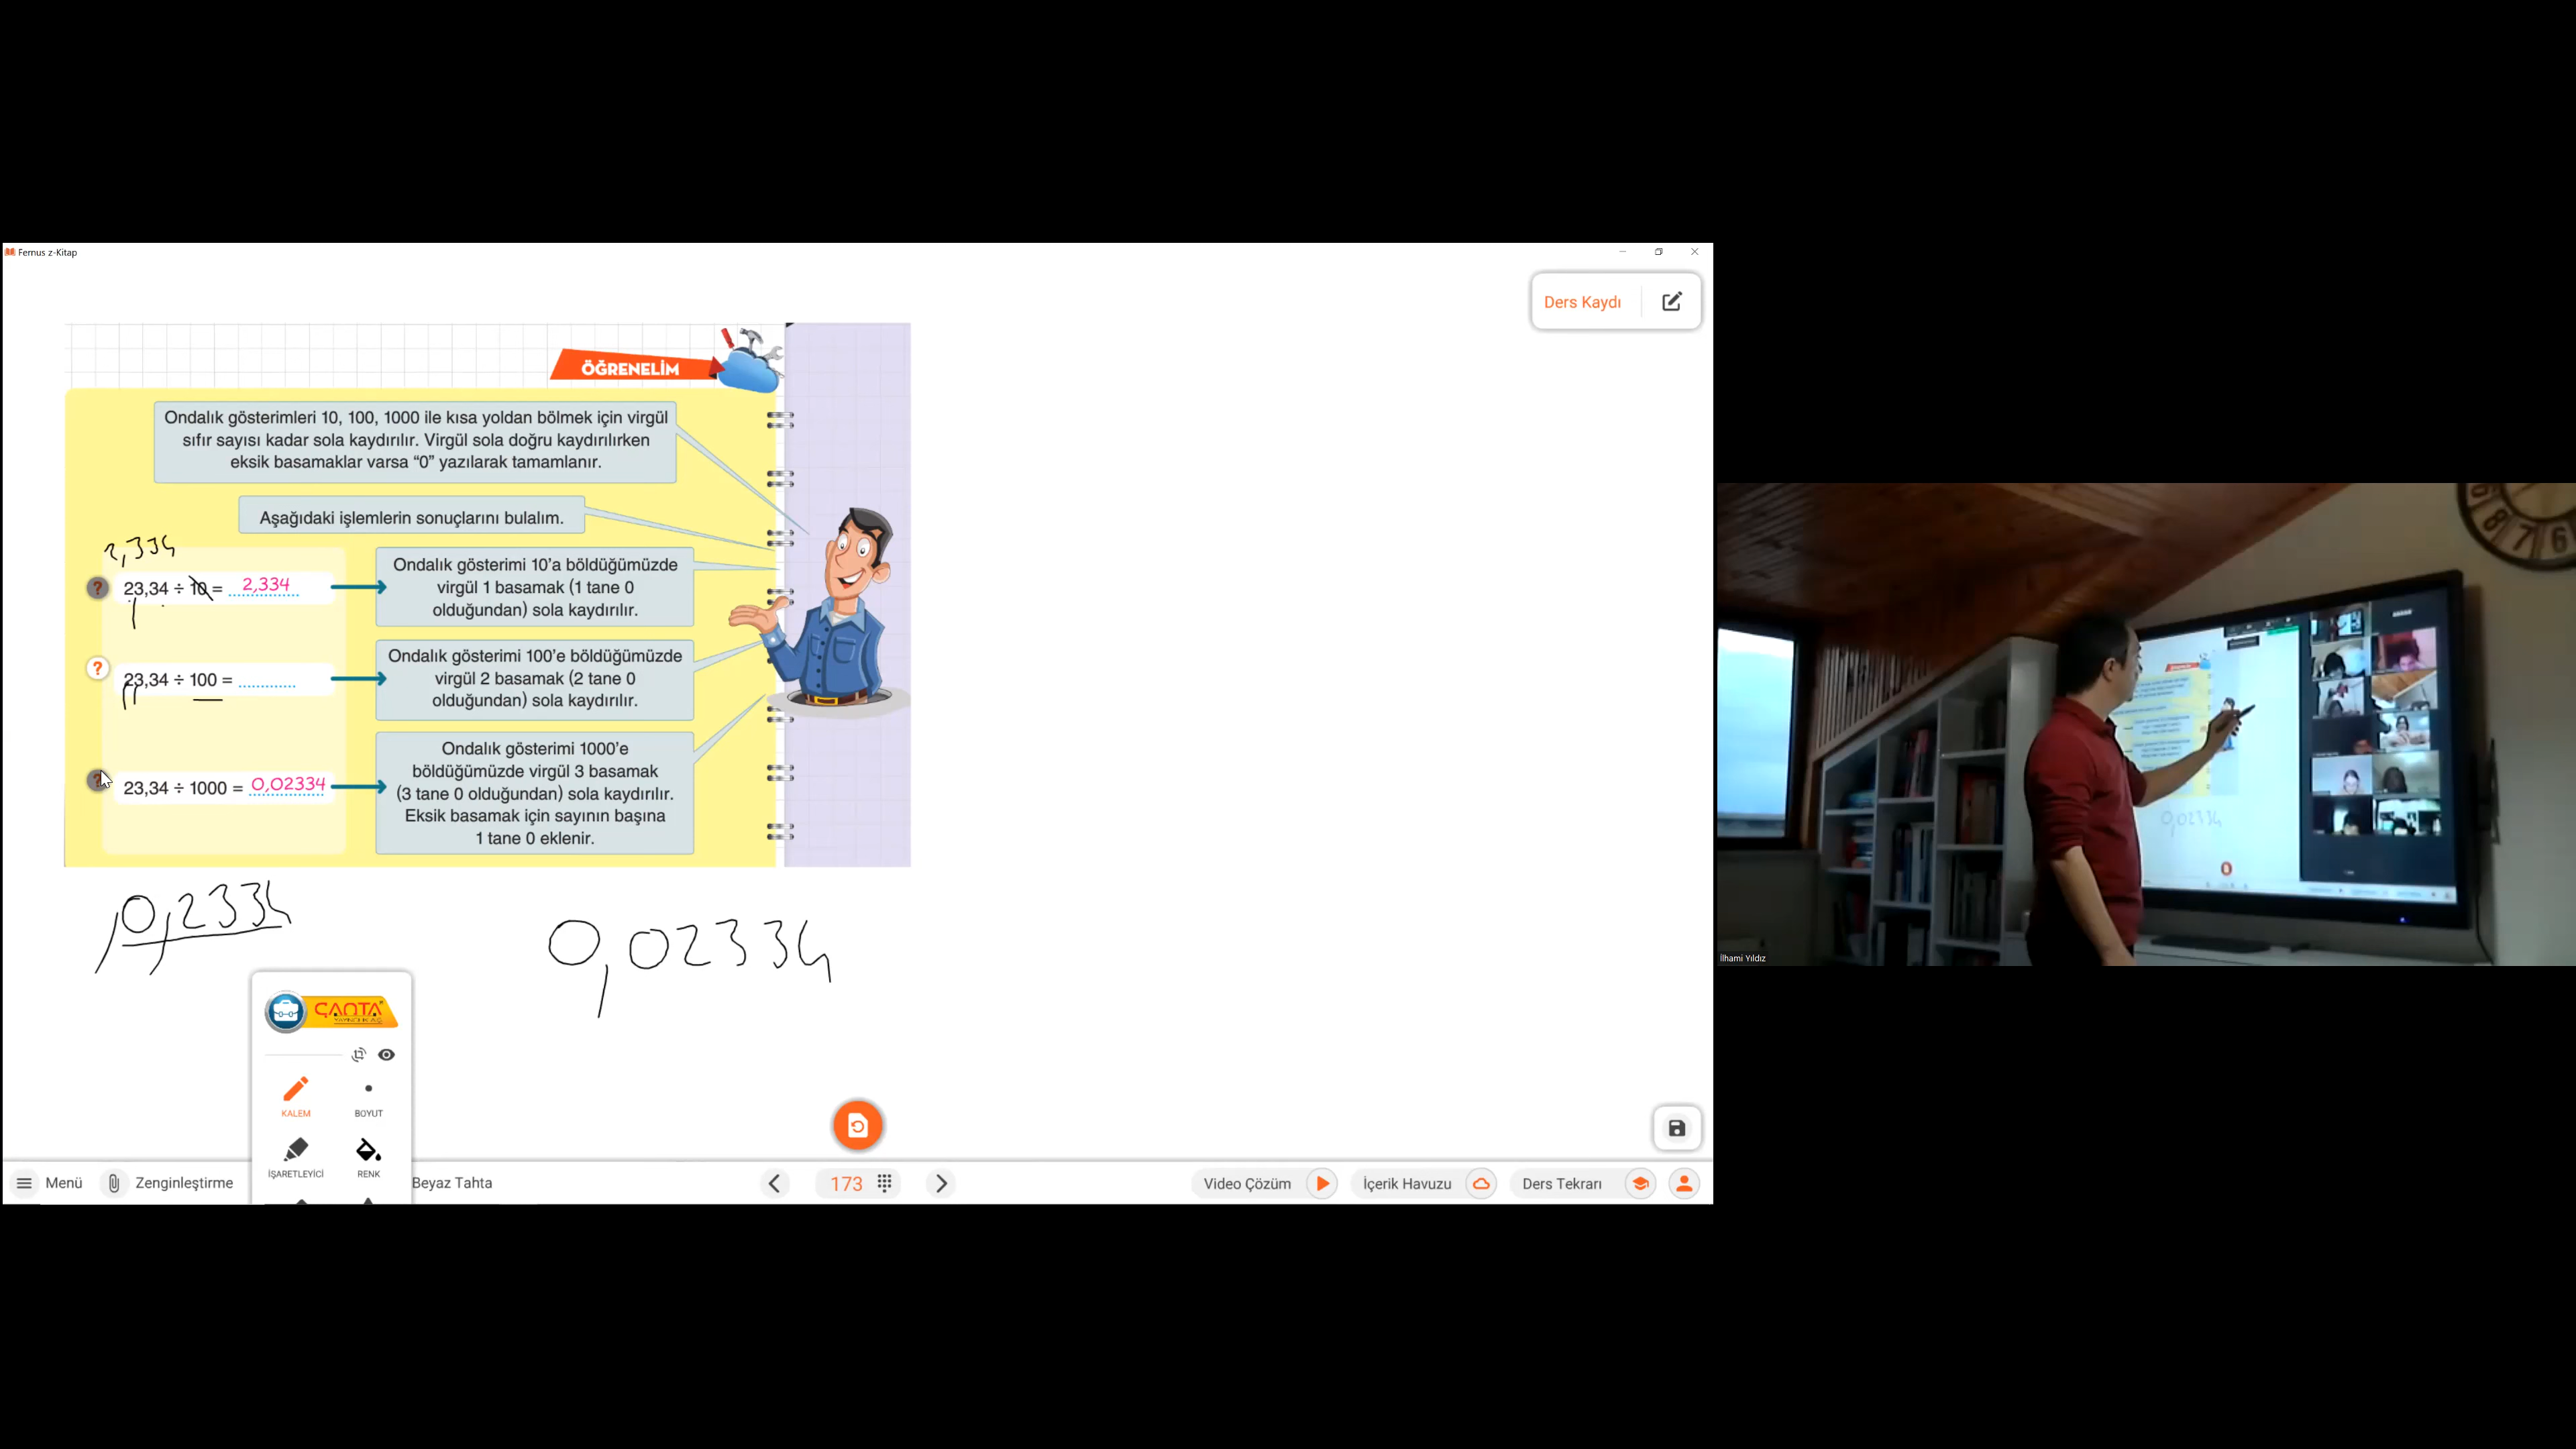 Fernus z-Kitap
Ders Kaydı
ÖĞRENELİM
Ondalık gösterimleri 10, 100, 1000 ile kısa yoldan bölmek için virgül
sıfır sayısı kadar sola kaydırılır. Virgül sola doğru kaydırılırken
eksik basamaklar varsa “0” yazılarak tamamlanır.
Aşağıdaki işlemlerin sonuçlarını bulalım.
2,334
23,34 ÷ 10 = 2,334
Ondalık gösterimi 10’a böldüğümüzde
virgül 1 basamak (1 tane 0
olduğundan) sola kaydırılır.
23,34 ÷ 100 = ............
Ondalık gösterimi 100’e böldüğümüzde
virgül 2 basamak (2 tane 0
olduğundan) sola kaydırılır.
23,34 ÷ 1000 = 0,02334
Ondalık gösterimi 1000’e
böldüğümüzde virgül 3 basamak
(3 tane 0 olduğundan) sola kaydırılır.
Eksik basamak için sayının başına
1 tane 0 eklenir.
0,2334
0,02334
ÇANTA
YAYINCILIK
KALEM
BOYUT
İŞARETLEYİCİ
RENK
Menü
Zenginleştirme
Beyaz Tahta
173
Video Çözüm
İçerik Havuzu
Ders Tekrarı
0,02334
İlhami Yıldız